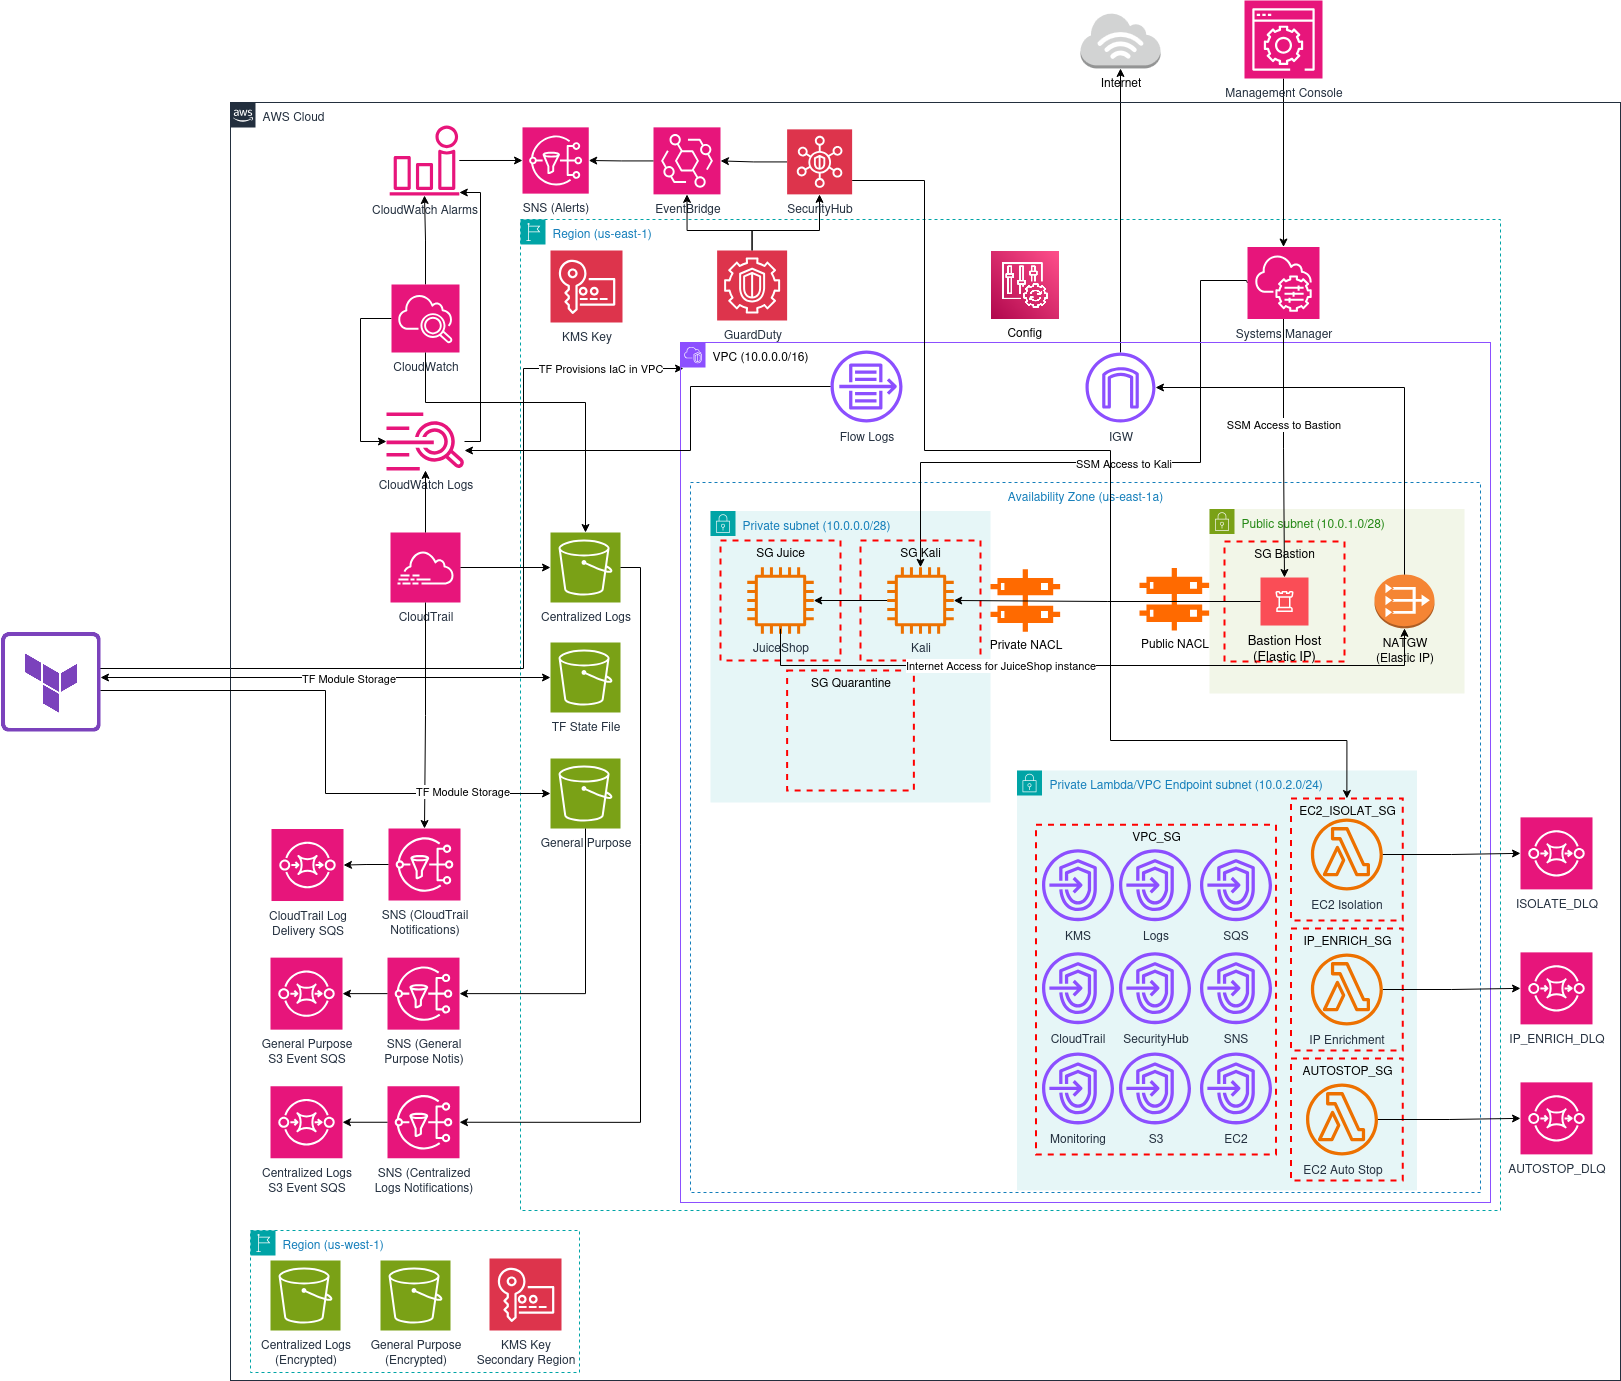 Internet
Management Console
aws
AWS Cloud
CloudWatch Alarms
SNS (Alerts)
EventBridge
SecurityHub
Region (us-east-1)
KMS Key
GuardDuty
Config
Systems Manager
CloudWatch
TF Provisions IaC in VPC
VPC (10.0.0.0/16)
Flow Logs
IGW
SSM Access to Bastion
SSM Access to Kali
CloudWatch Logs
Availability Zone (us-east-1a)
Private subnet (10.0.0.0/28)
Public subnet (10.0.1.0/28)
SG Juice
SG Kali
SG Bastion
CloudTrail
Centralized Logs
JuiceShop
Kali
Private NACL
Public NACL
Bastion Host
(Elastic IP)
NATGW
(Elastic IP)
Internet Access for JuiceShop instance
TF Module Storage
SG Quarantine
TF State File
TF Module Storage
General Purpose
Private Lambda/VPC Endpoint subnet (10.0.2.0/24)
VPC_SG
EC2_ISOLAT_SG
KMS
Logs
SQS
EC2 Isolation
ISOLATE_DLQ
CloudTrail Log
Delivery SQS
SNS (CloudTrail
Notifications)
IP_ENRICH_SG
CloudTrail
SecurityHub
SNS
IP Enrichment
IP_ENRICH_DLQ
General Purpose
S3 Event SQS
SNS (General
Purpose Notis)
AUTOSTOP_SG
Monitoring
S3
EC2
EC2 Auto Stop
AUTOSTOP_DLQ
Centralized Logs
S3 Event SQS
SNS (Centralized
Logs Notifications)
Region (us-west-1)
Centralized Logs
(Encrypted)
General Purpose
(Encrypted)
KMS Key
Secondary Region